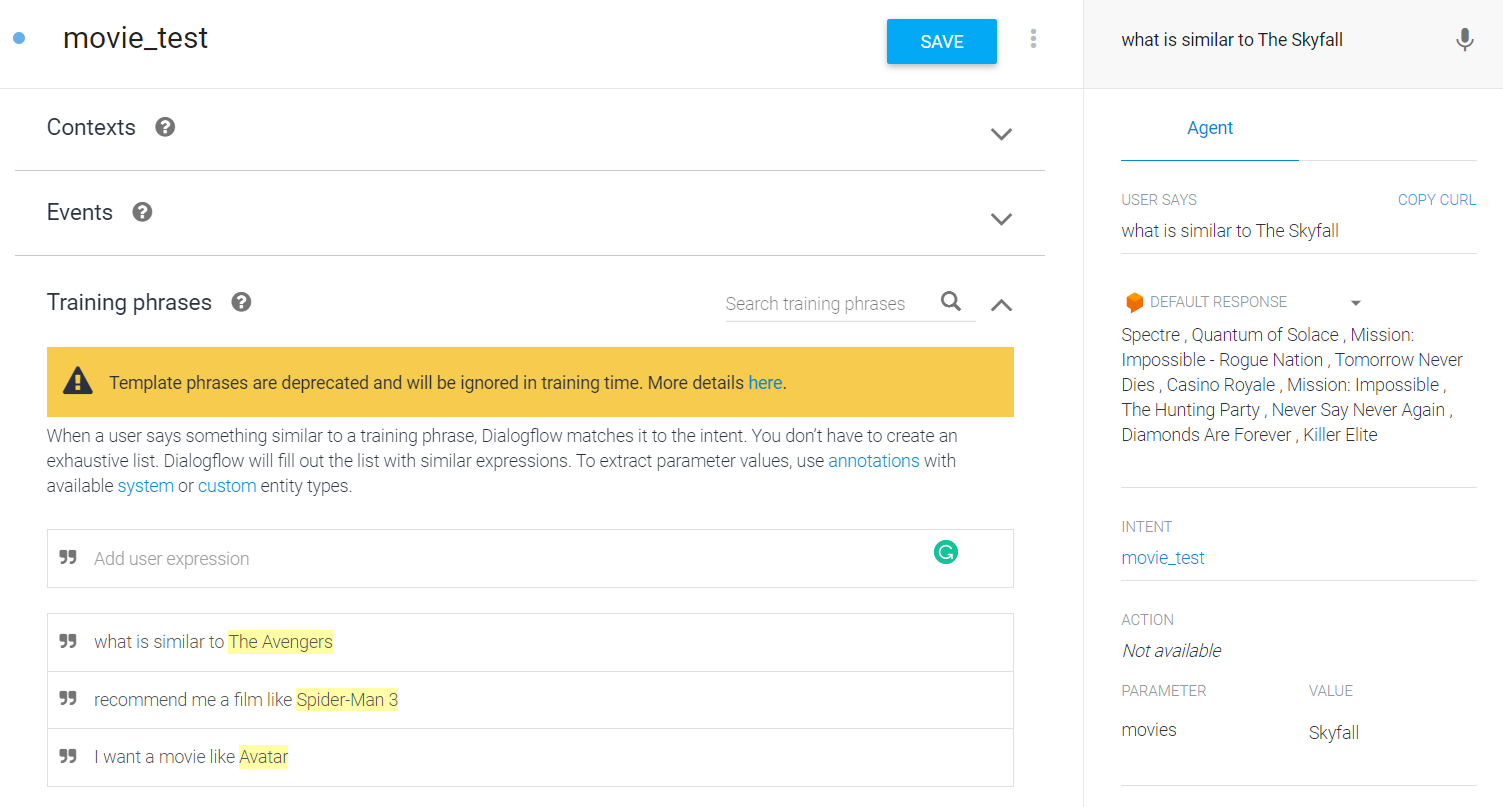 movie_test
SAVE
Contexts
Events
Training phrases
Search training phrases
Template phrases are deprecated and will be ignored in training time. More details here.
When a user says something similar to a training phrase, Dialogflow matches it to the intent. You don't have to create an
exhaustive list. Dialogflow will fill out the list with similar expressions. To extract parameter values, use annotations with
available system or custom entity types.
Add user expression
what is similar to The Avengers
recommend me a film like Spider-Man 3
I want a movie like Avatar
what is similar to The Skyfall
Agent
USER SAYS
COPY CURL
what is similar to The Skyfall
DEFAULT RESPONSE
Spectre , Quantum of Solace , Mission:
Impossible - Rogue Nation , Tomorrow Never
Dies , Casino Royale , Mission: Impossible ,
The Hunting Party , Never Say Never Again ,
Diamonds Are Forever , Killer Elite
INTENT
movie_test
ACTION
Not available
PARAMETER VALUE
movies Skyfall